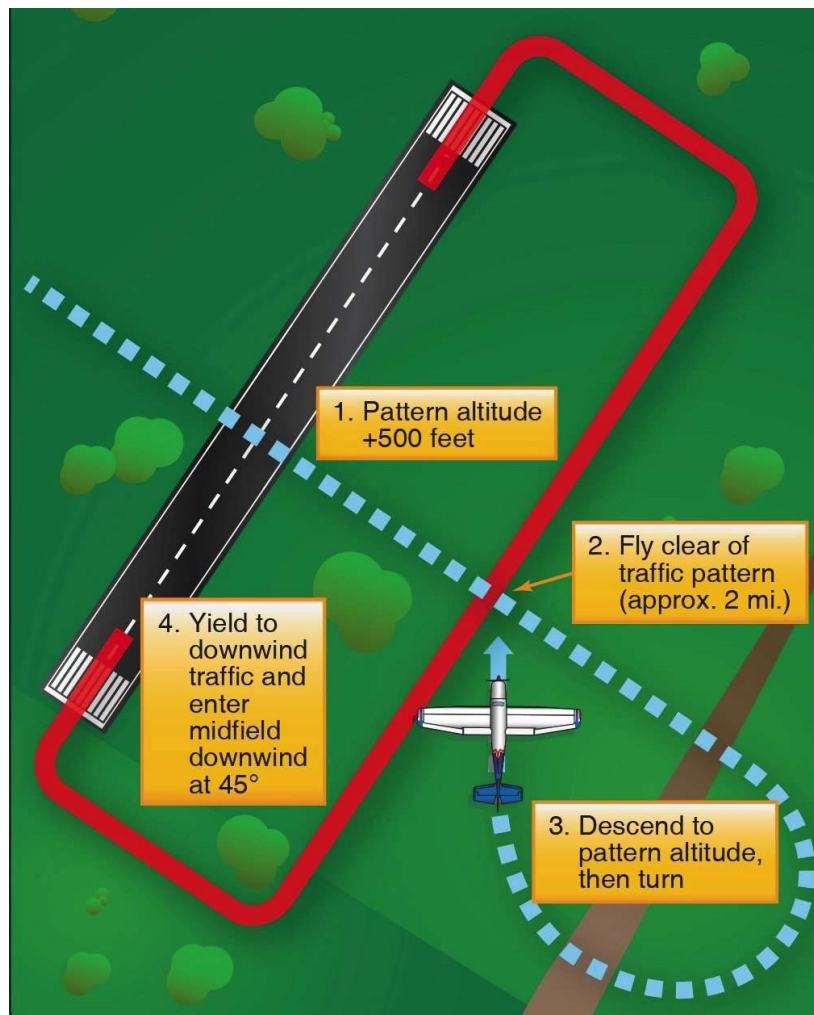 1. Pattern altitude
+500 feet
2. Fly clear of
traffic pattern
(approx. 2 mi.)
3. Descend to
pattern altitude,
then turn
4. Yield to
downwind
traffic and
enter
midfield
downwind
at 45°